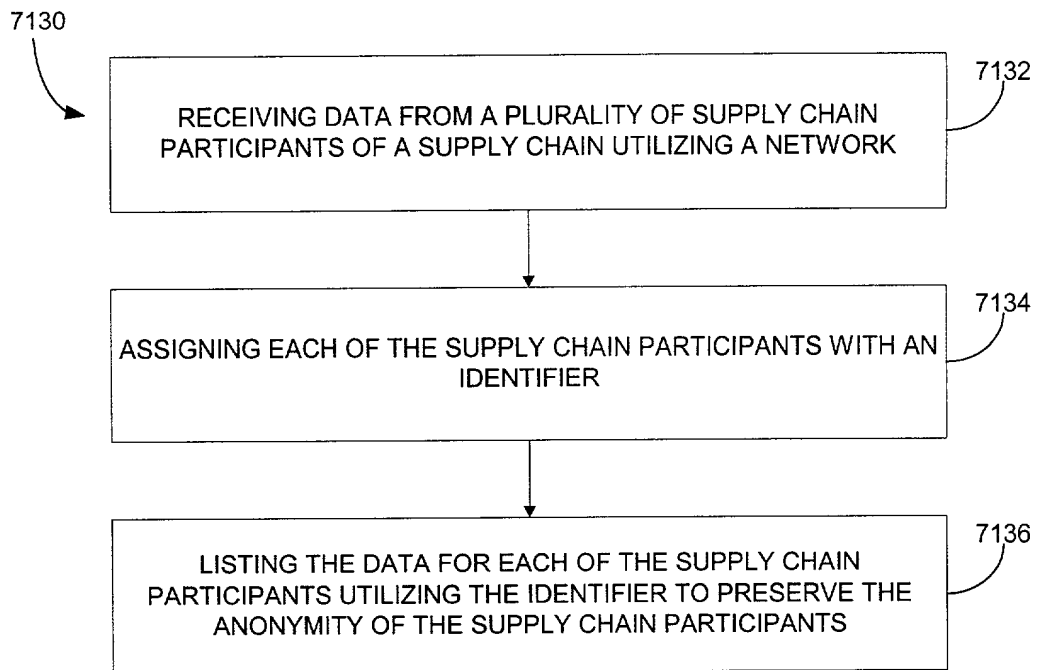 7130
7132
RECEIVING DATA FROM A PLURALITY OF SUPPLY CHAIN
PARTICIPANTS OF A SUPPLY CHAIN UTILIZING A NETWORK
7134
ASSIGNING EACH OF THE SUPPLY CHAIN PARTICIPANTS WITH AN
IDENTIFIER
7136
LISTING THE DATA FOR EACH OF THE SUPPLY CHAIN
PARTICIPANTS UTILIZING THE IDENTIFIER TO PRESERVE THE
ANONYMITY OF THE SUPPLY CHAIN PARTICIPANTS